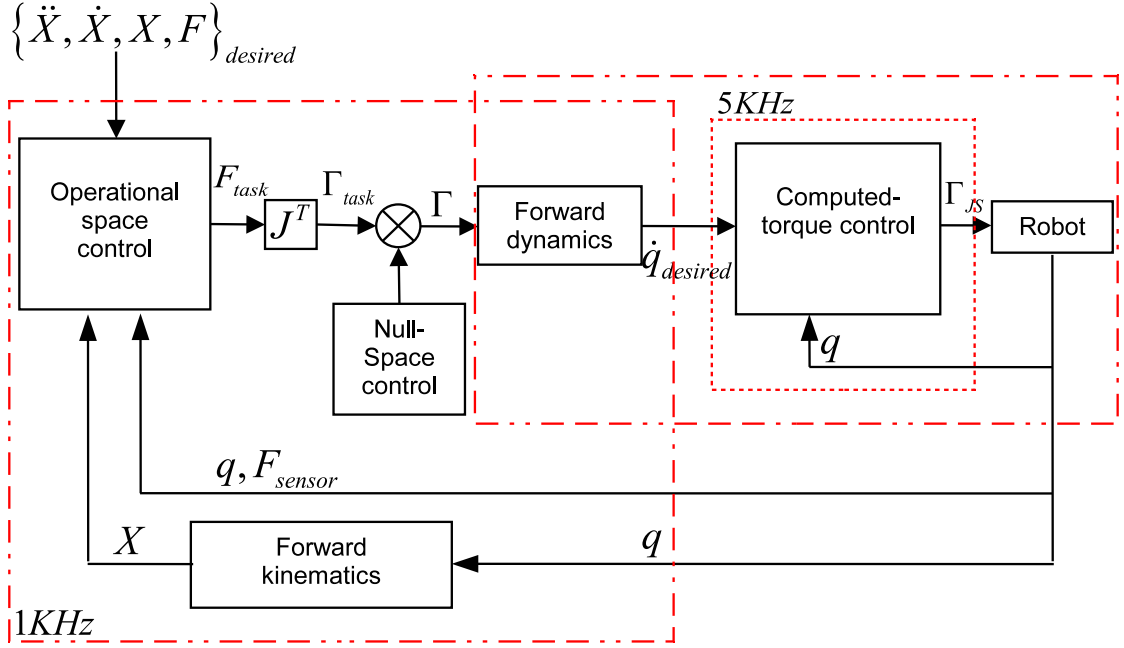 {Ẍ, Ẋ, X, F}desired
5KHz
Operational
space
control
Ftask
J^T
Γtask
Γ
Forward
dynamics
q̇desired
Computed-
torque control
ΓJS
Robot
Null-
Space
control
q
q, Fsensor
X
Forward
kinematics
q
1KHz